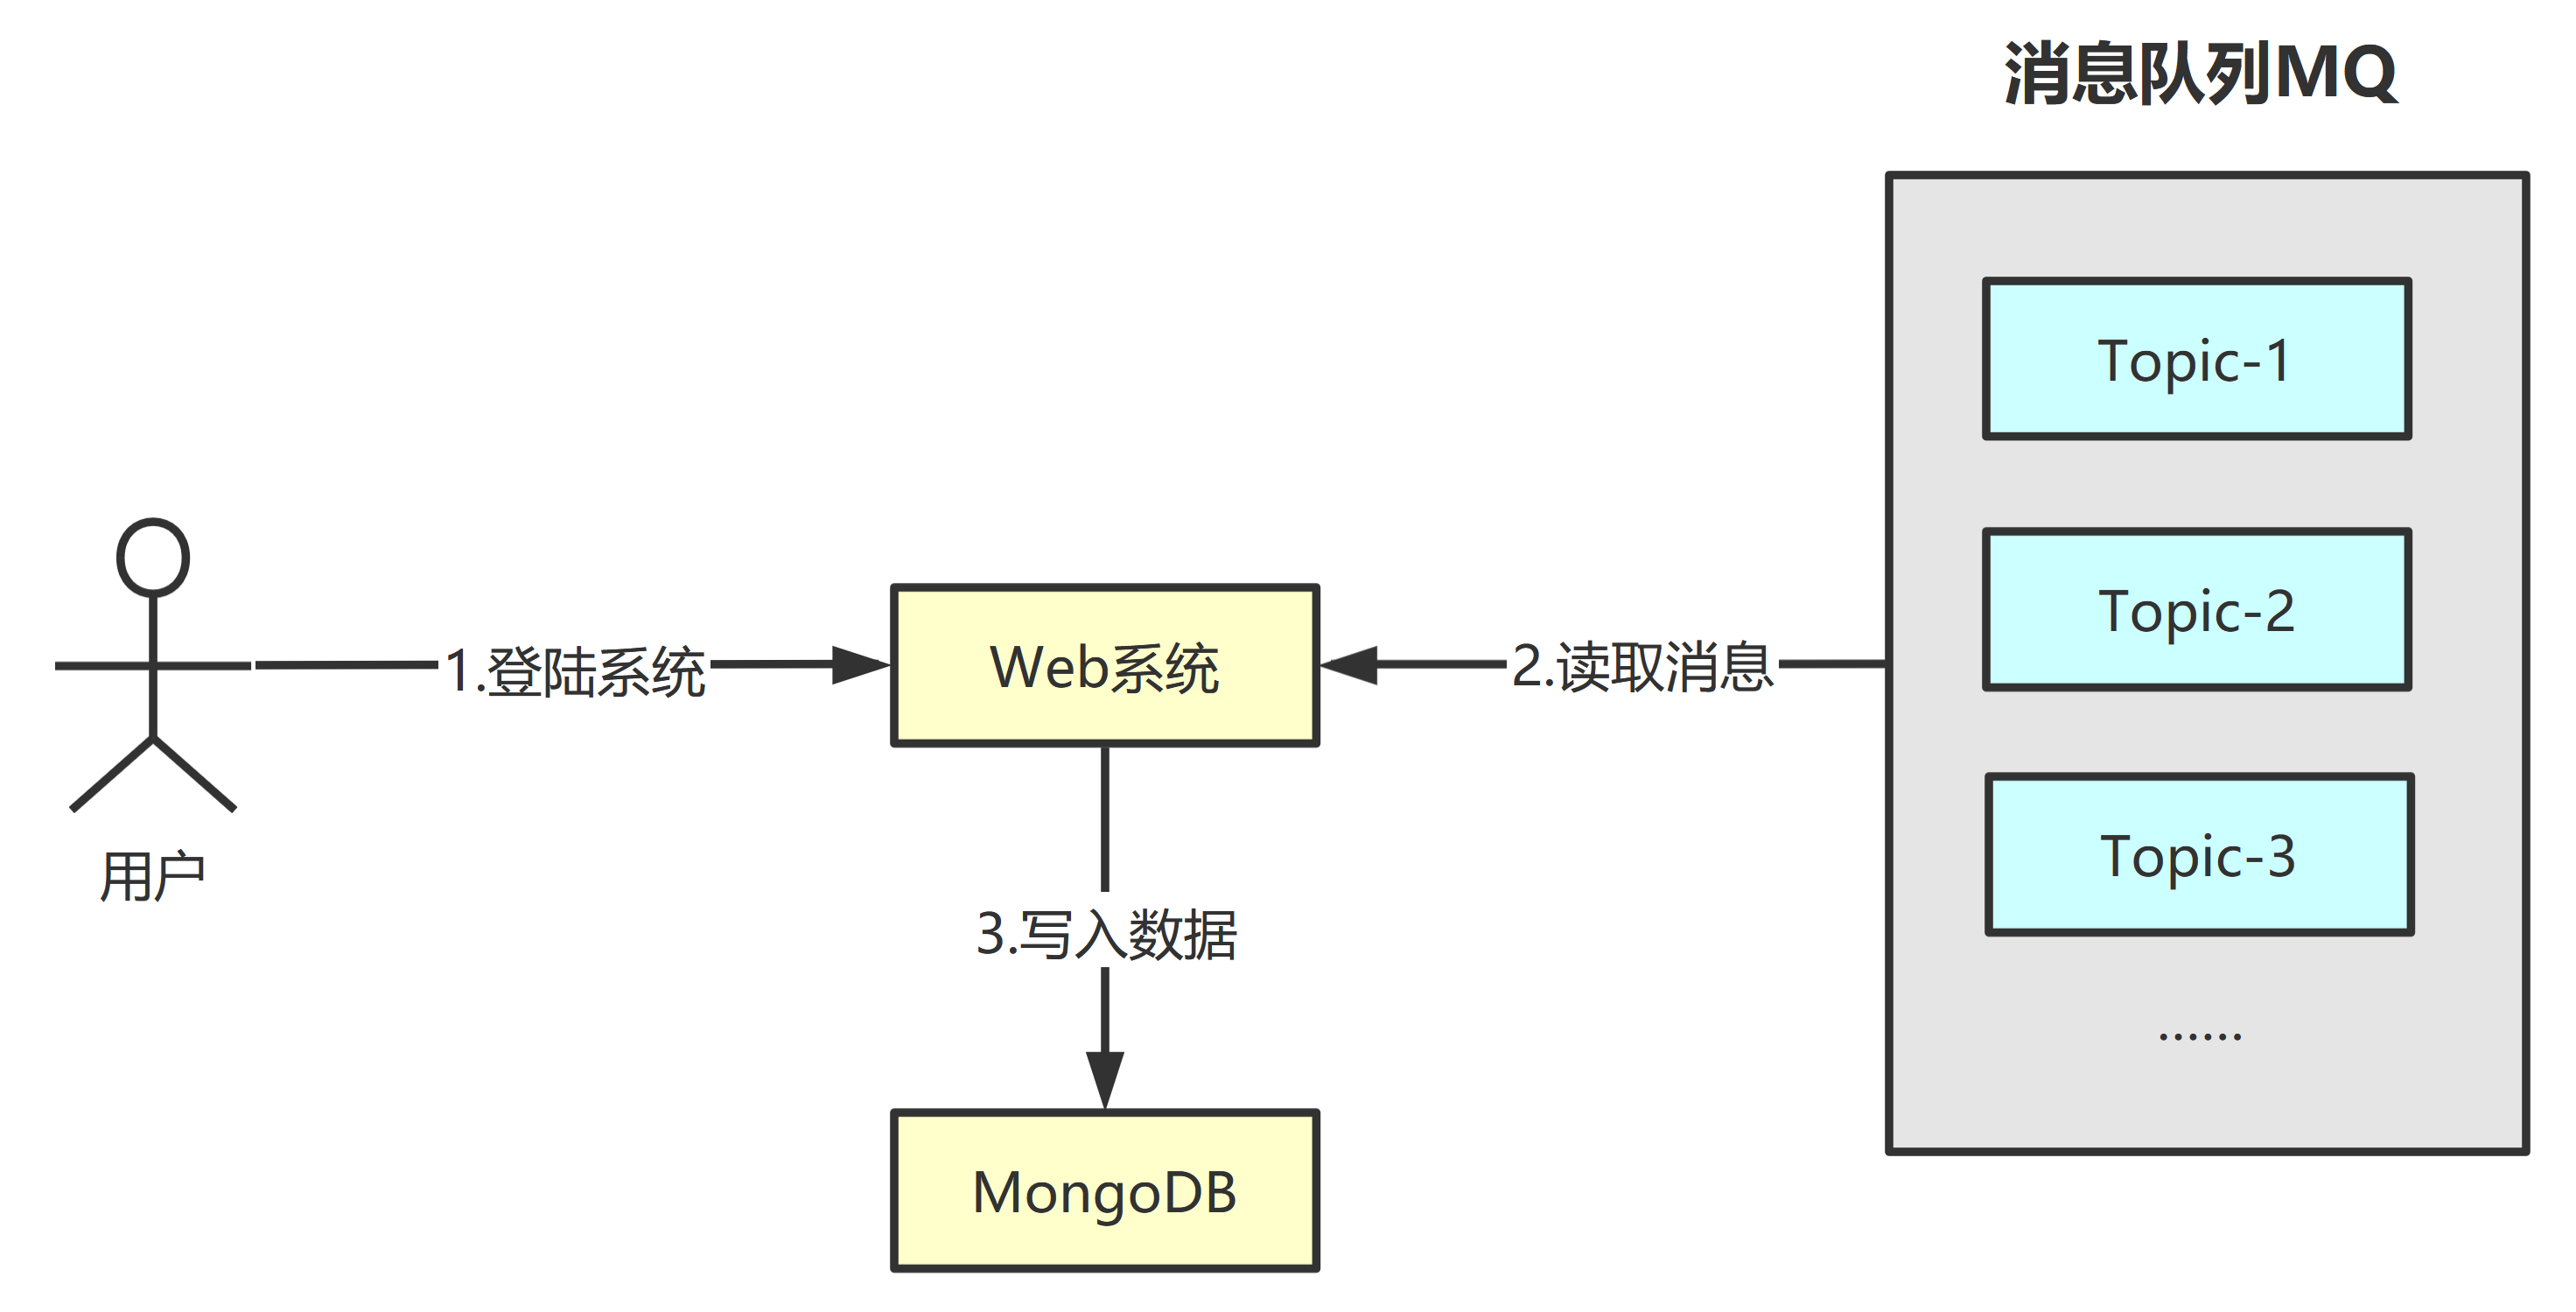 消息队列MQ
Topic-1
Topic-2
1.登陆系统
Web系统
2.读取消息
Topic-3
用户
3.写入数据
......
MongoDB